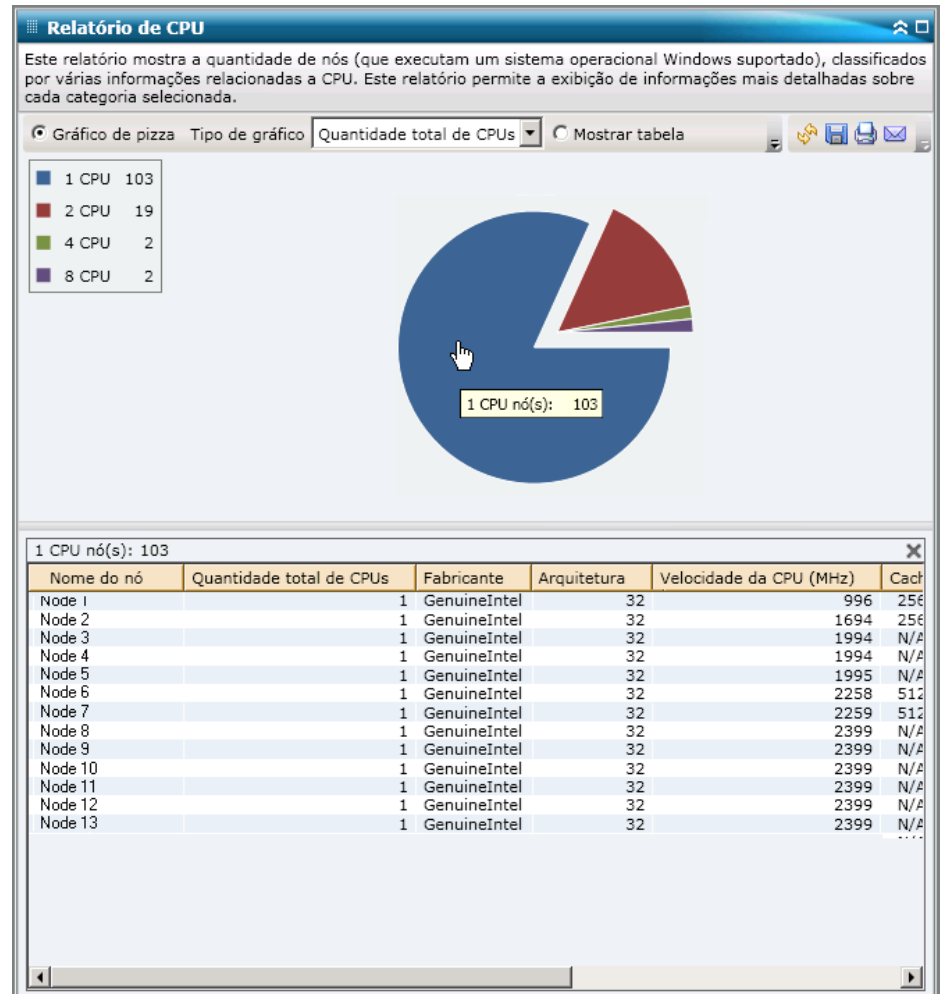 Relatório de CPU
Este relatório mostra a quantidade de nós (que executam um sistema operacional Windows suportado), classificados
por várias informações relacionadas a CPU. Este relatório permite a exibição de informações mais detalhadas sobre
cada categoria selecionada.
Gráfico de pizza Tipo de gráfico Quantidade total de CPUs Mostrar tabela
1 CPU 103
2 CPU 19
4 CPU 2
8 CPU 2
1 CPU nó(s): 103
1 CPU nó(s): 103
Nome do nó Quantidade total de CPUs Fabricante Arquitetura Velocidade da CPU (MHz)
Node 1 1 GenuineIntel 32 996 256
Node 2 1 GenuineIntel 32 1694 256
Node 3 1 GenuineIntel 32 1994 N/A
Node 4 1 GenuineIntel 32 1994 N/A
Node 5 1 GenuineIntel 32 1995 N/A
Node 6 1 GenuineIntel 32 2258 512
Node 7 1 GenuineIntel 32 2259 512
Node 8 1 GenuineIntel 32 2399 N/A
Node 9 1 GenuineIntel 32 2399 N/A
Node 10 1 GenuineIntel 32 2399 N/A
Node 11 1 GenuineIntel 32 2399 N/A
Node 12 1 GenuineIntel 32 2399 N/A
Node 13 1 GenuineIntel 32 2399 N/A